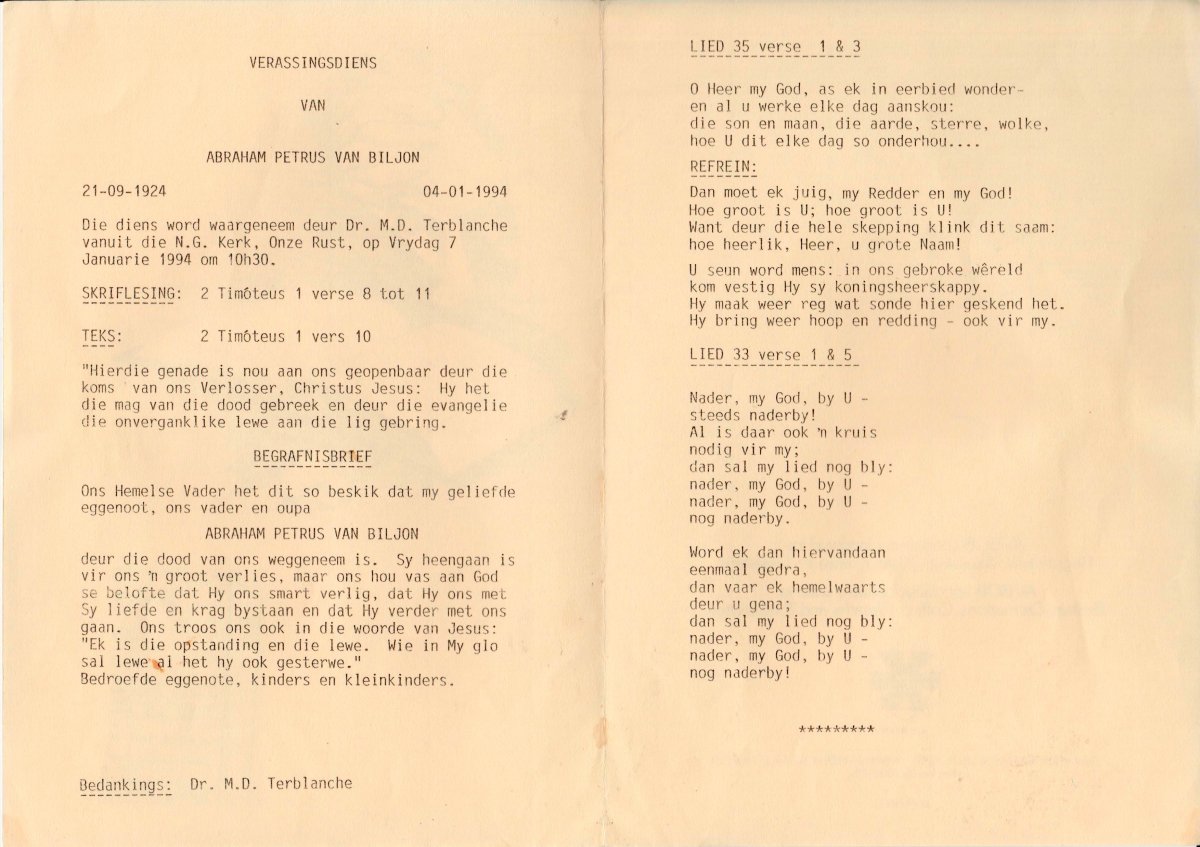 VERASSINGSDIENS
VAN
ABRAHAM PETRUS VAN BILJON
21-09-1924 04-01-1994
Die diens word waargeneem deur Dr. M.D. Terblanche
vanuit die N.G. Kerk, Onze Rust, op Vrydag 7
Januarie 1994 om 10h30.
SKRIFLESING: 2 Timôteus 1 verse 8 tot 11
TEKS: 2 Timôteus 1 vers 10
"Hierdie genade is nou aan ons geopenbaar deur die
koms van ons Verlosser, Christus Jesus: Hy het
die mag van die dood gebreek en deur die evangelie
die onverganklike lewe aan die lig gebring.
BEGRAFNISBRIEF
Ons Hemelse Vader het dit so beskik dat my geliefde
eggenoot, ons vader en oupa
ABRAHAM PETRUS VAN BILJON
deur die dood van ons weggeneem is. Sy heengaan is
vir ons 'n groot verlies, maar ons hou vas aan God
se belofte dat Hy ons smart verlig, dat Hy ons met
Sy liefde en krag bystaan en dat Hy verder met ons
gaan. Ons troos ons ook in die woorde van Jesus:
"Ek is die opstanding en die lewe. Wie in My glo
sal lewe al het hy ook gesterwe."
Bedroefde eggenote, kinders en kleinkinders.
Bedankings: Dr. M.D. Terblanche
LIED 35 verse 1 & 3
O Heer my God, as ek in eerbied wonder-
en al u werke elke dag aanskou:
die son en maan, die aarde, sterre, wolke,
hoe U dit elke dag so onderhou....
REFREIN:
Dan moet ek juig, my Redder en my God!
Hoe groot is U; hoe groot is U!
Want deur die hele skepping klink dit saam:
hoe heerlik, Heer, u grote Naam!
U seun word mens: in ons gebroke wêreld
kom vestig Hy sy koningsheerskappy.
Hy maak weer reg wat sonde hier geskend het.
Hy bring weer hoop en redding - ook vir my.
LIED 33 verse 1 & 5
Nader, my God, by U -
steeds naderby!
Al is daar ook 'n kruis
nodig vir my;
dan sal my lied nog bly:
nader, my God, by U -
nader, my God, by U -
nog naderby.
Word ek dan hiervandaan
eenmaal gedra,
dan vaar ek hemelwaarts
deur u gena;
dan sal my lied nog bly:
nader, my God, by U -
nader, my God, by U -
nog naderby!
*********